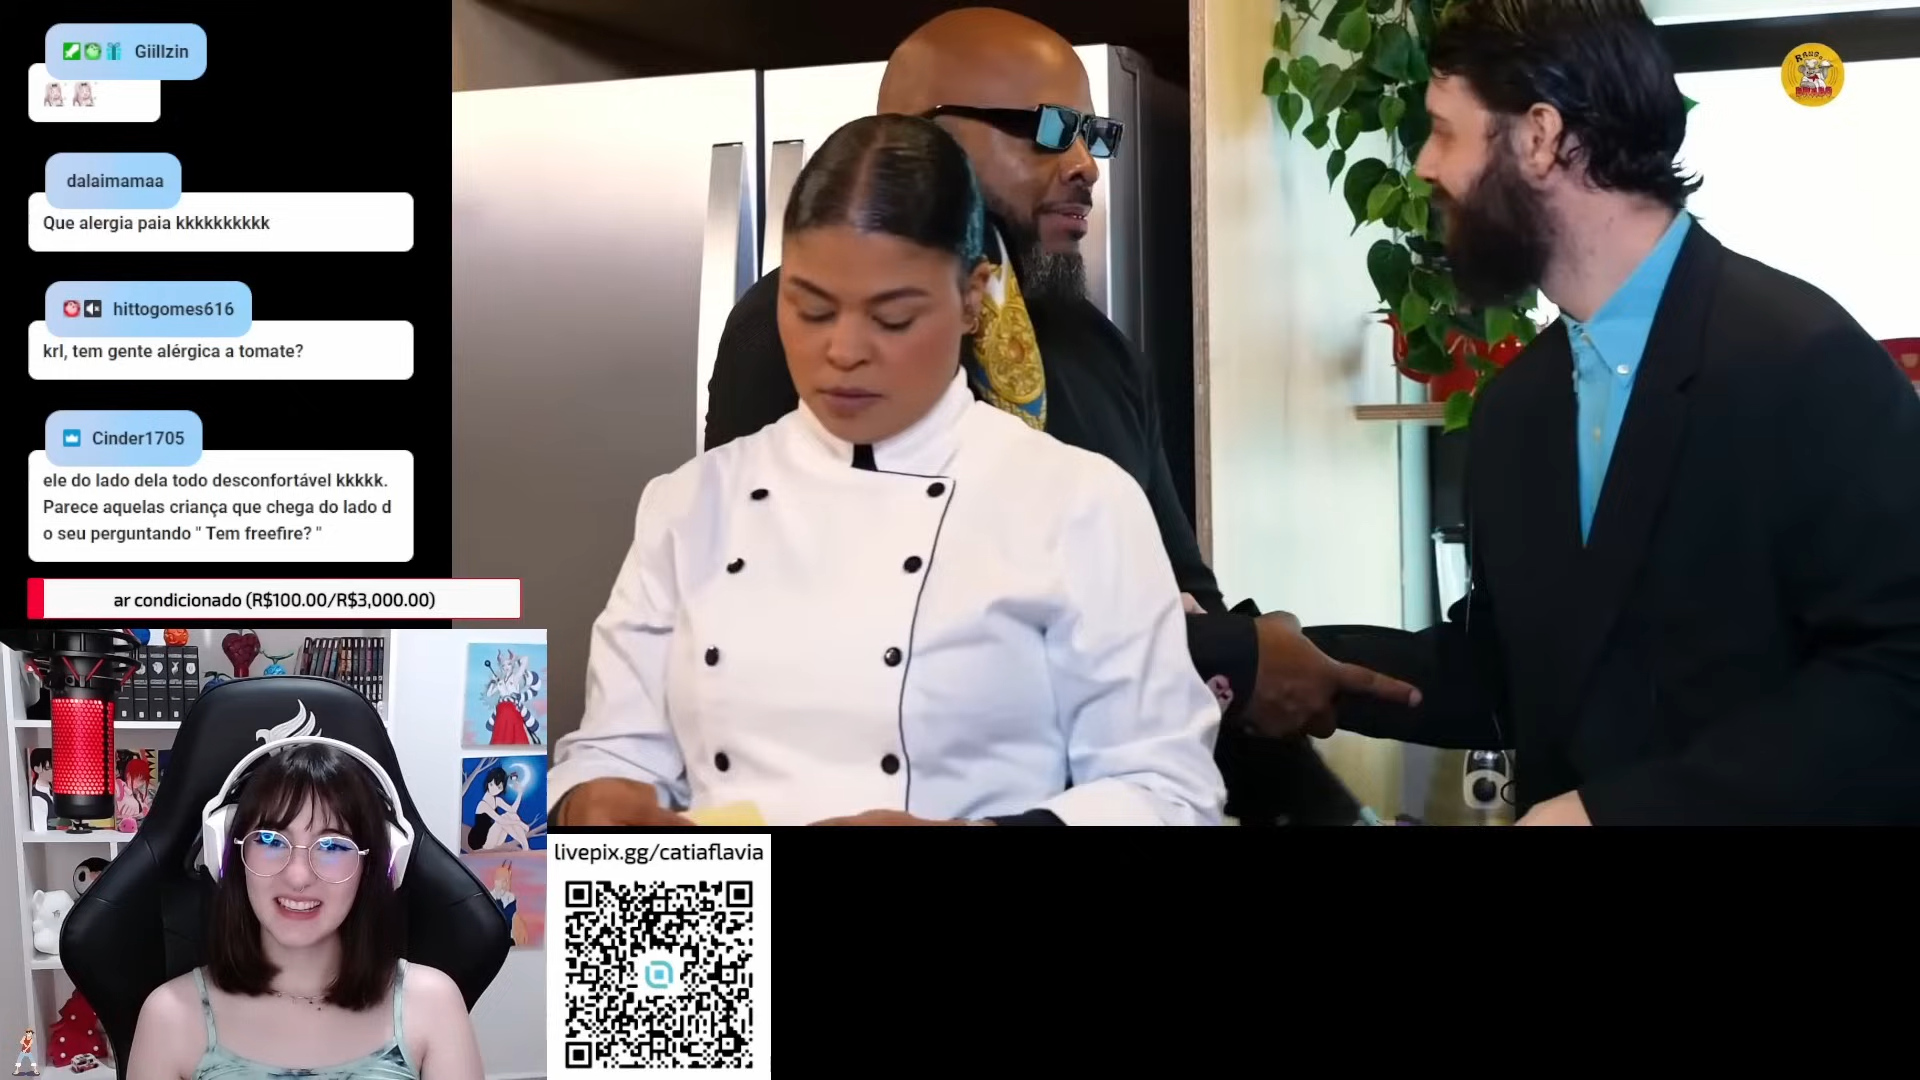 Giillzin
dalaimamaa
Que alergia paia kkkkkkkkkk
hittogomes616
krl, tem gente alérgica a tomate?
Cinder1705
ele do lado dela todo desconfortável kkkkk.
Parece aquelas criança que chega do lado d
o seu perguntando " Tem freefire? "
ar condicionado (R$100.00/R$3,000.00)
livepix.gg/catiaflavia